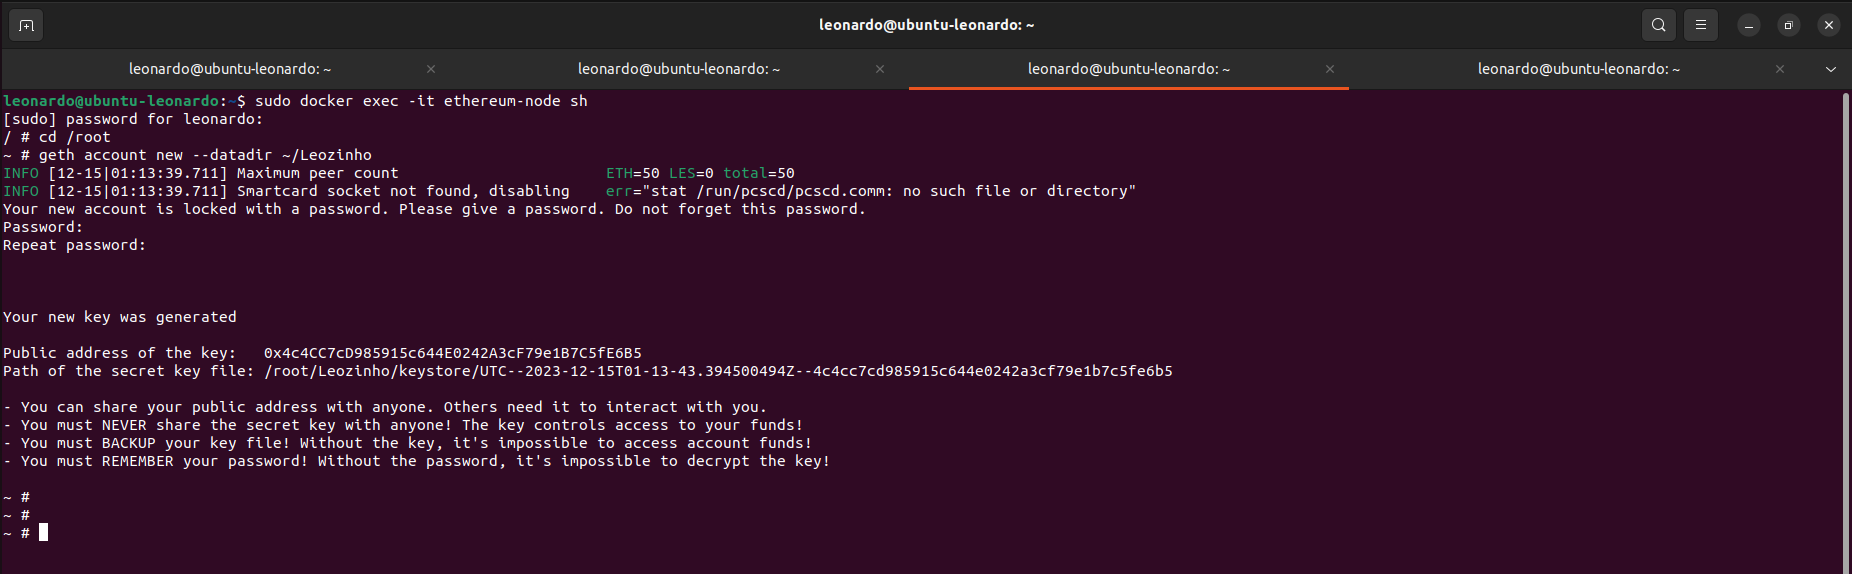 leonardo@ubuntu-leonardo: ~
leonardo@ubuntu-leonardo: ~ leonardo@ubuntu-leonardo: ~ leonardo@ubuntu-leonardo: ~ leonardo@ubuntu-leonardo: ~
leonardo@ubuntu-leonardo:~$ sudo docker exec -it ethereum-node sh
[sudo] password for leonardo:
/ # cd /root
~ # geth account new --datadir ~/Leozinho
INFO [12-15|01:13:39.711] Maximum peer count ETH=50 LES=0 total=50
INFO [12-15|01:13:39.711] Smartcard socket not found, disabling err="stat /run/pcscd/pcscd.comm: no such file or directory"
Your new account is locked with a password. Please give a password. Do not forget this password.
Password:
Repeat password:
Your new key was generated
Public address of the key: 0x4c4CC7cD985915c644E0242A3cF79e1B7C5fE6B5
Path of the secret key file: /root/Leozinho/keystore/UTC--2023-12-15T01-13-43.394500494Z--4c4cc7cd985915c644e0242a3cf79e1b7c5fe6b5
- You can share your public address with anyone. Others need it to interact with you.
- You must NEVER share the secret key with anyone! The key controls access to your funds!
- You must BACKUP your key file! Without the key, it's impossible to access account funds!
- You must REMEMBER your password! Without the password, it's impossible to decrypt the key!
~ #
~ #
~ #